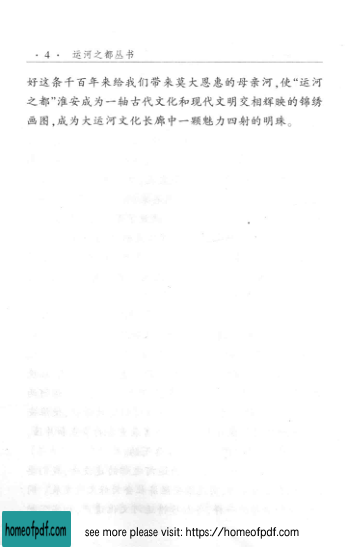 · 4 · 运河之都丛书
好这条千百年来给我们带来莫大恩惠的母亲河,使“运河
之都”淮安成为一轴古代文化和现代文明交相辉映的锦绣
画图,成为大运河文化长廊中一颗魅力四射的明珠。
homeofpdf.com
see more please visit: https://homeofpdf.com